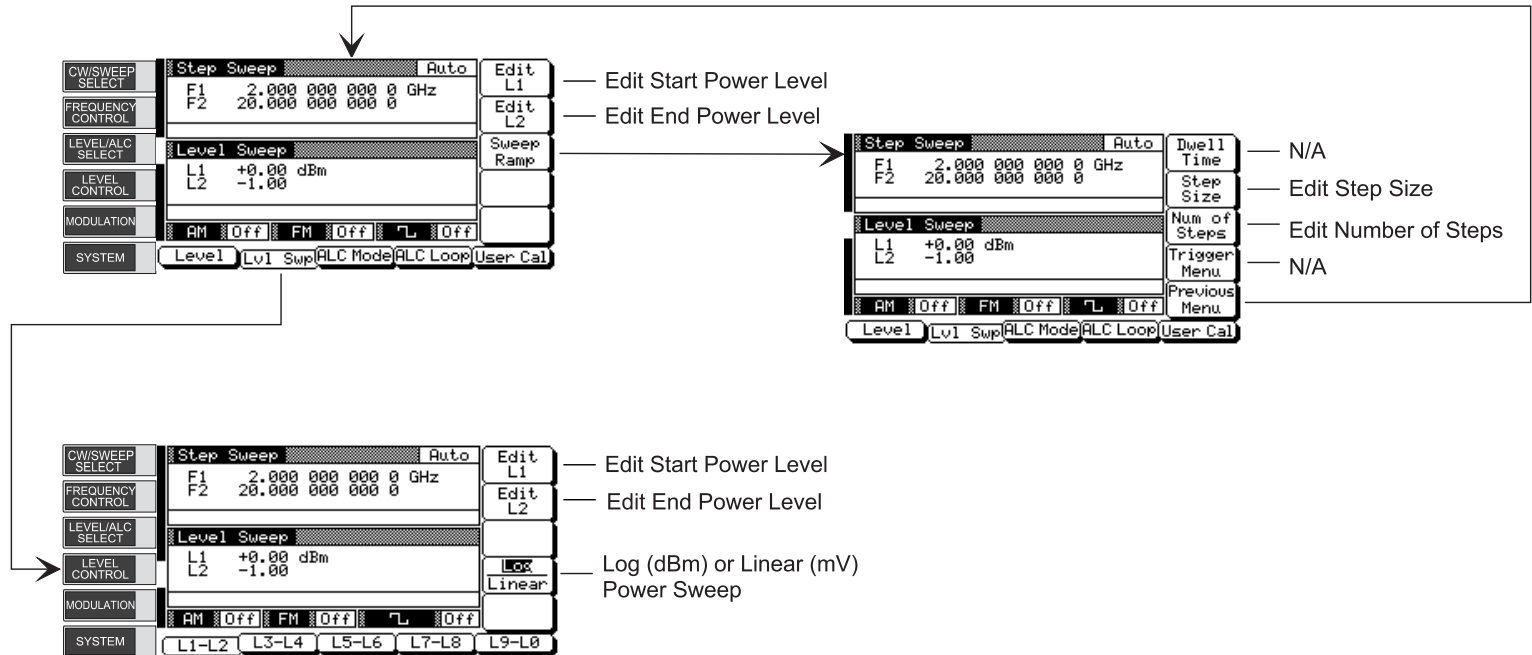 CW/SWEEP
SELECT
FREQUENCY
CONTROL
LEVEL/ALC
SELECT
LEVEL
CONTROL
MODULATION
SYSTEM
Step Sweep Auto
F1 2.000 000 000 0 GHz
F2 20.000 000 000 0
Level Sweep
L1 +0.00 dBm
L2 -1.00
AM Off FM Off Off
Level Lvl Swp ALC Mode ALC Loop User Cal
Edit
L1
Edit
L2
Sweep
Ramp
Edit Start Power Level
Edit End Power Level
Step Sweep Auto
F1 2.000 000 000 0 GHz
F2 20.000 000 000 0
Level Sweep
L1 +0.00 dBm
L2 -1.00
AM Off FM Off Off
Level Lvl Swp ALC Mode ALC Loop User Cal
Dwell
Time
Step
Size
Num of
Steps
Trigger
Menu
Previous
Menu
N/A
Edit Step Size
Edit Number of Steps
N/A
CW/SWEEP
SELECT
FREQUENCY
CONTROL
LEVEL/ALC
SELECT
LEVEL
CONTROL
MODULATION
SYSTEM
Step Sweep Auto
F1 2.000 000 000 0 GHz
F2 20.000 000 000 0
Level Sweep
L1 +0.00 dBm
L2 -1.00
AM Off FM Off Off
L1-L2 L3-L4 L5-L6 L7-L8 L9-L0
Edit
L1
Edit
L2
Log
Linear
Edit Start Power Level
Edit End Power Level
Log (dBm) or Linear (mV)
Power Sweep